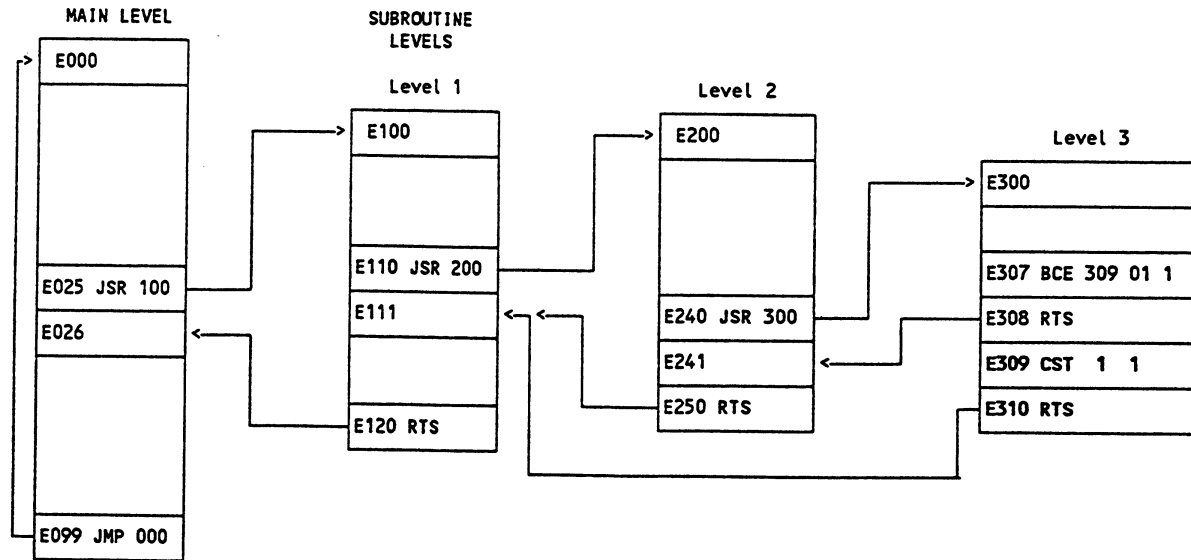 MAIN LEVEL
E000
E025 JSR 100
E026
E099 JMP 000
SUBROUTINE
LEVELS
Level 1
E100
E110 JSR 200
E111
E120 RTS
Level 2
E200
E240 JSR 300
E241
E250 RTS
Level 3
E300
E307 BCE 309 01 1
E308 RTS
E309 CST 1 1
E310 RTS